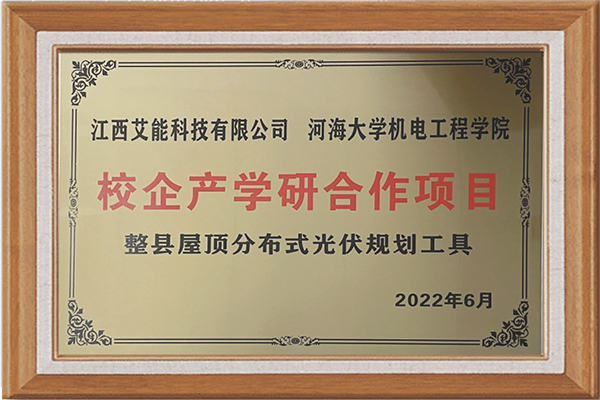 江西艾能科技有限公司 河海大学机电工程学院
校企产学研合作项目
整县屋顶分布式光伏规划工具
2022年6月